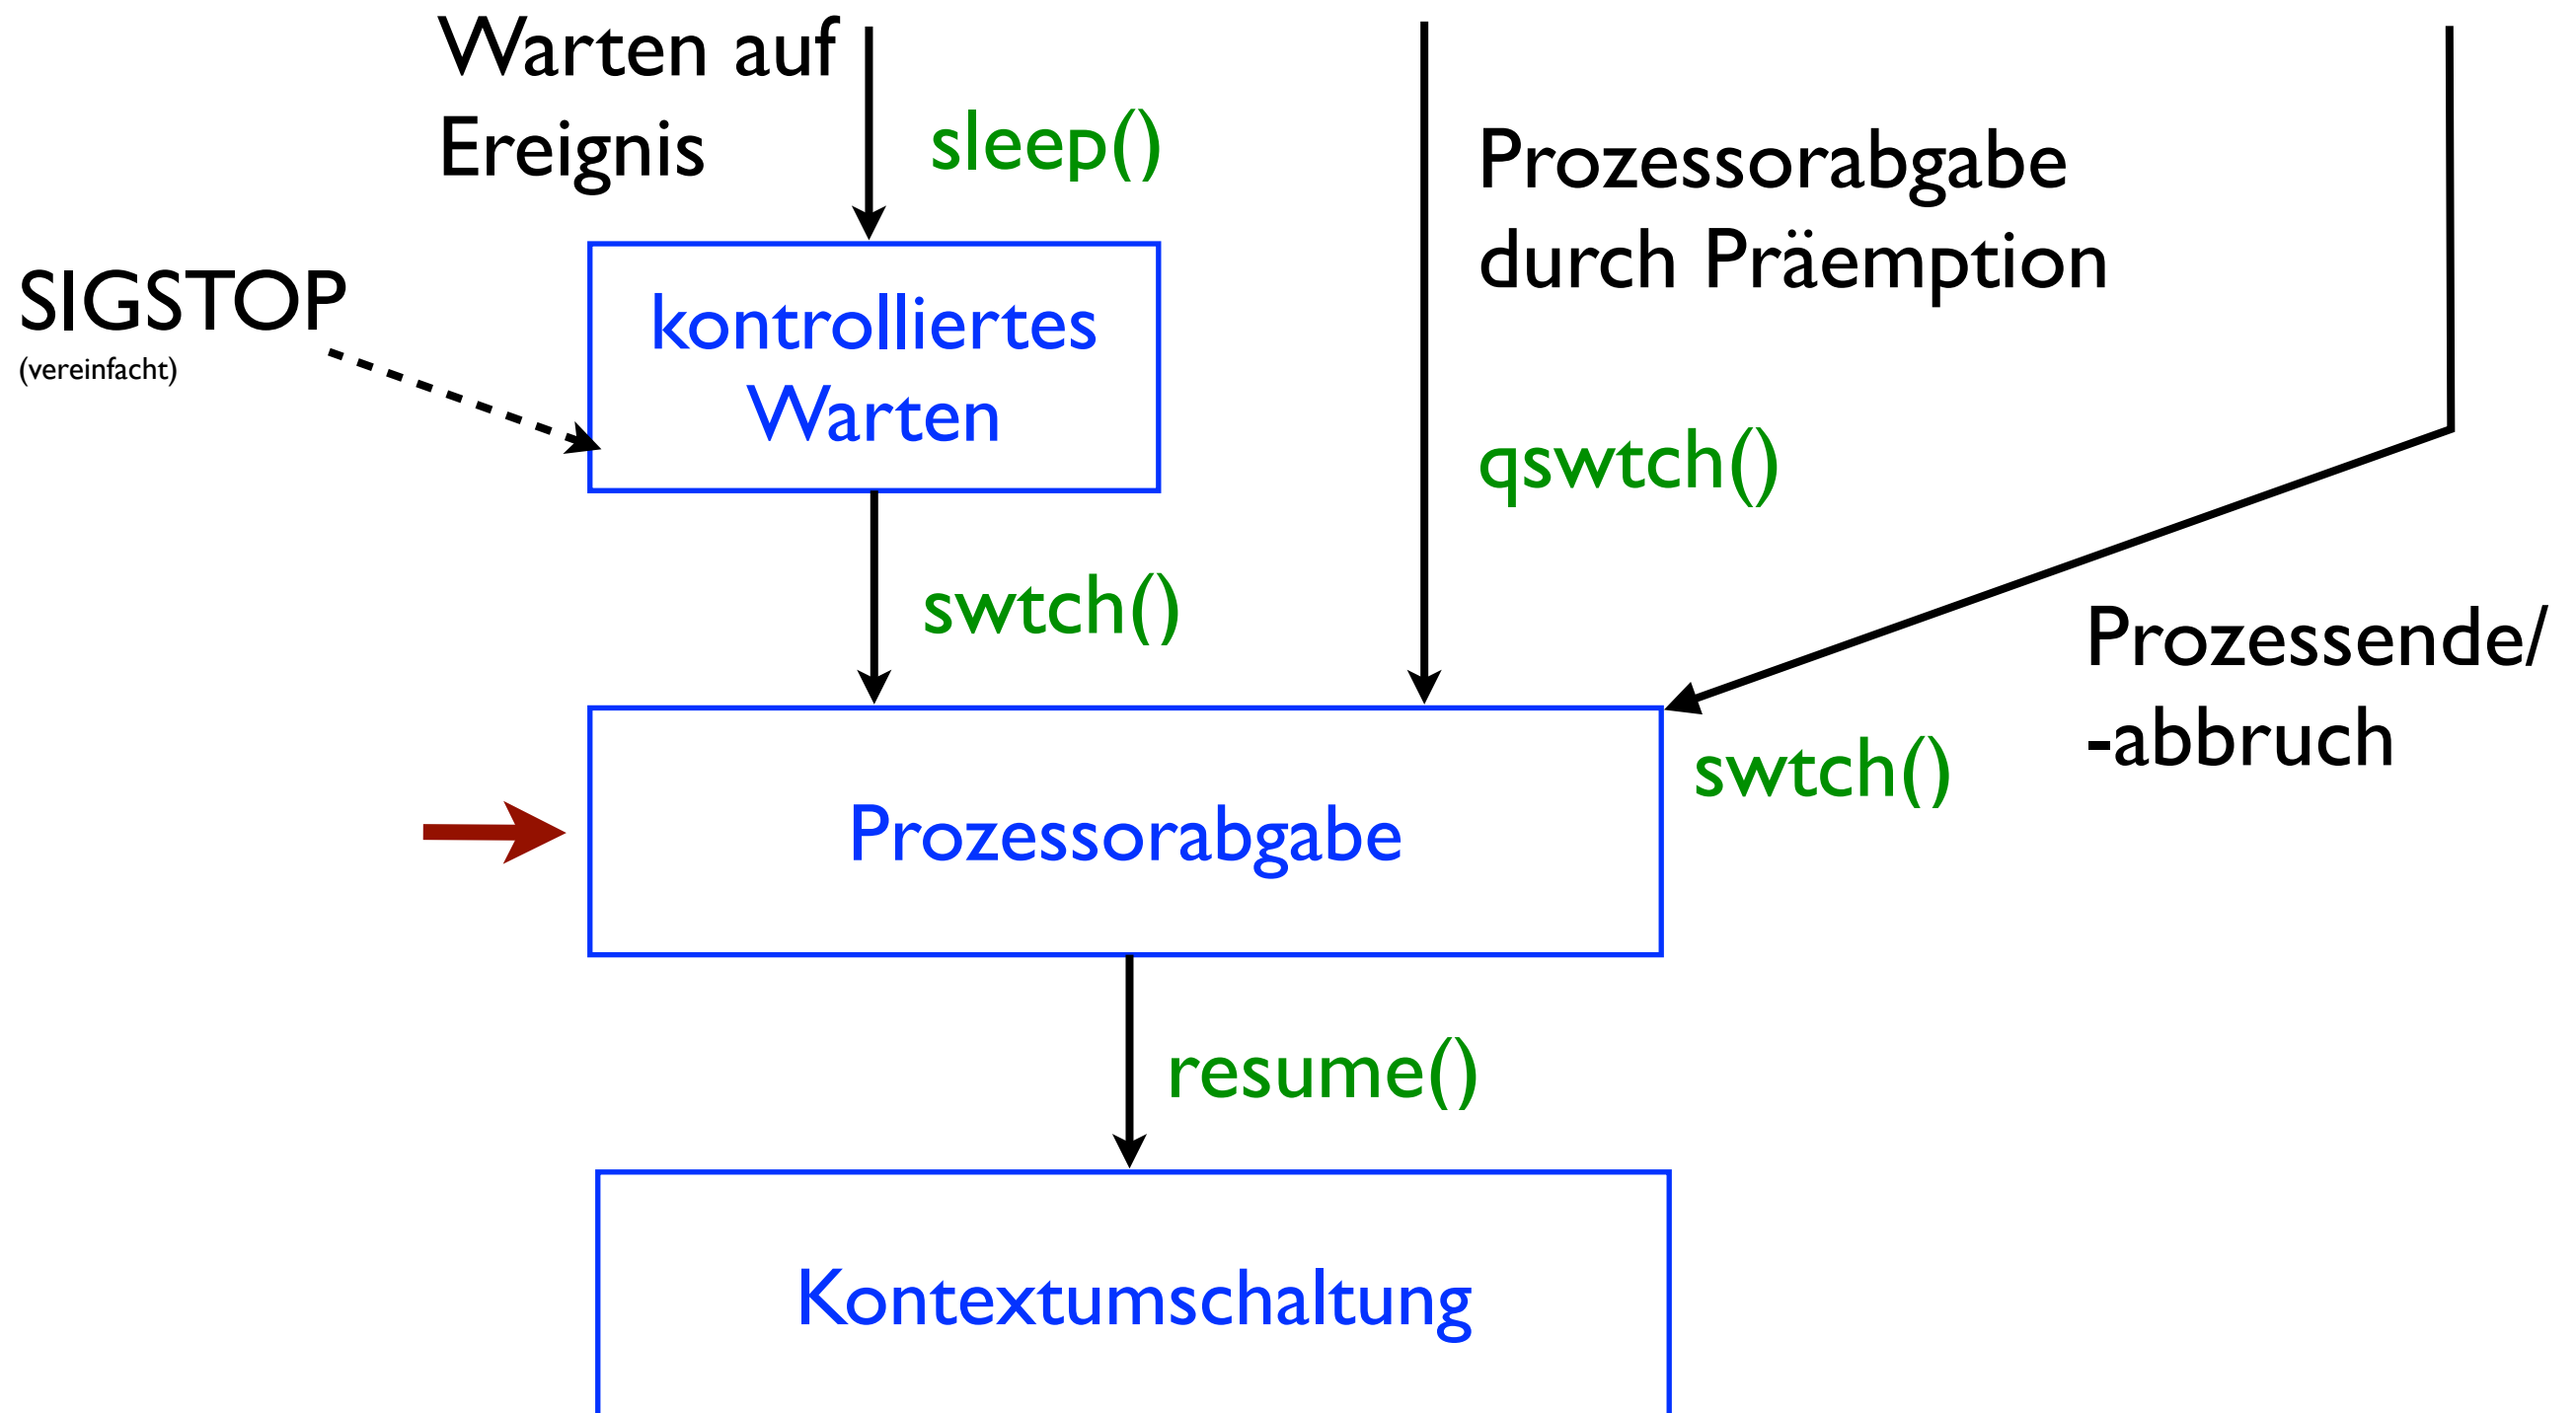 Warten auf
Ereignis
sleep()
Prozessorabgabe
durch Präemption
SIGSTOP
(vereinfacht)
kontrolliertes
Warten
qswtch()
swtch()
Prozessende/
-abbruch
swtch()
Prozessorabgabe
resume()
Kontextumschaltung